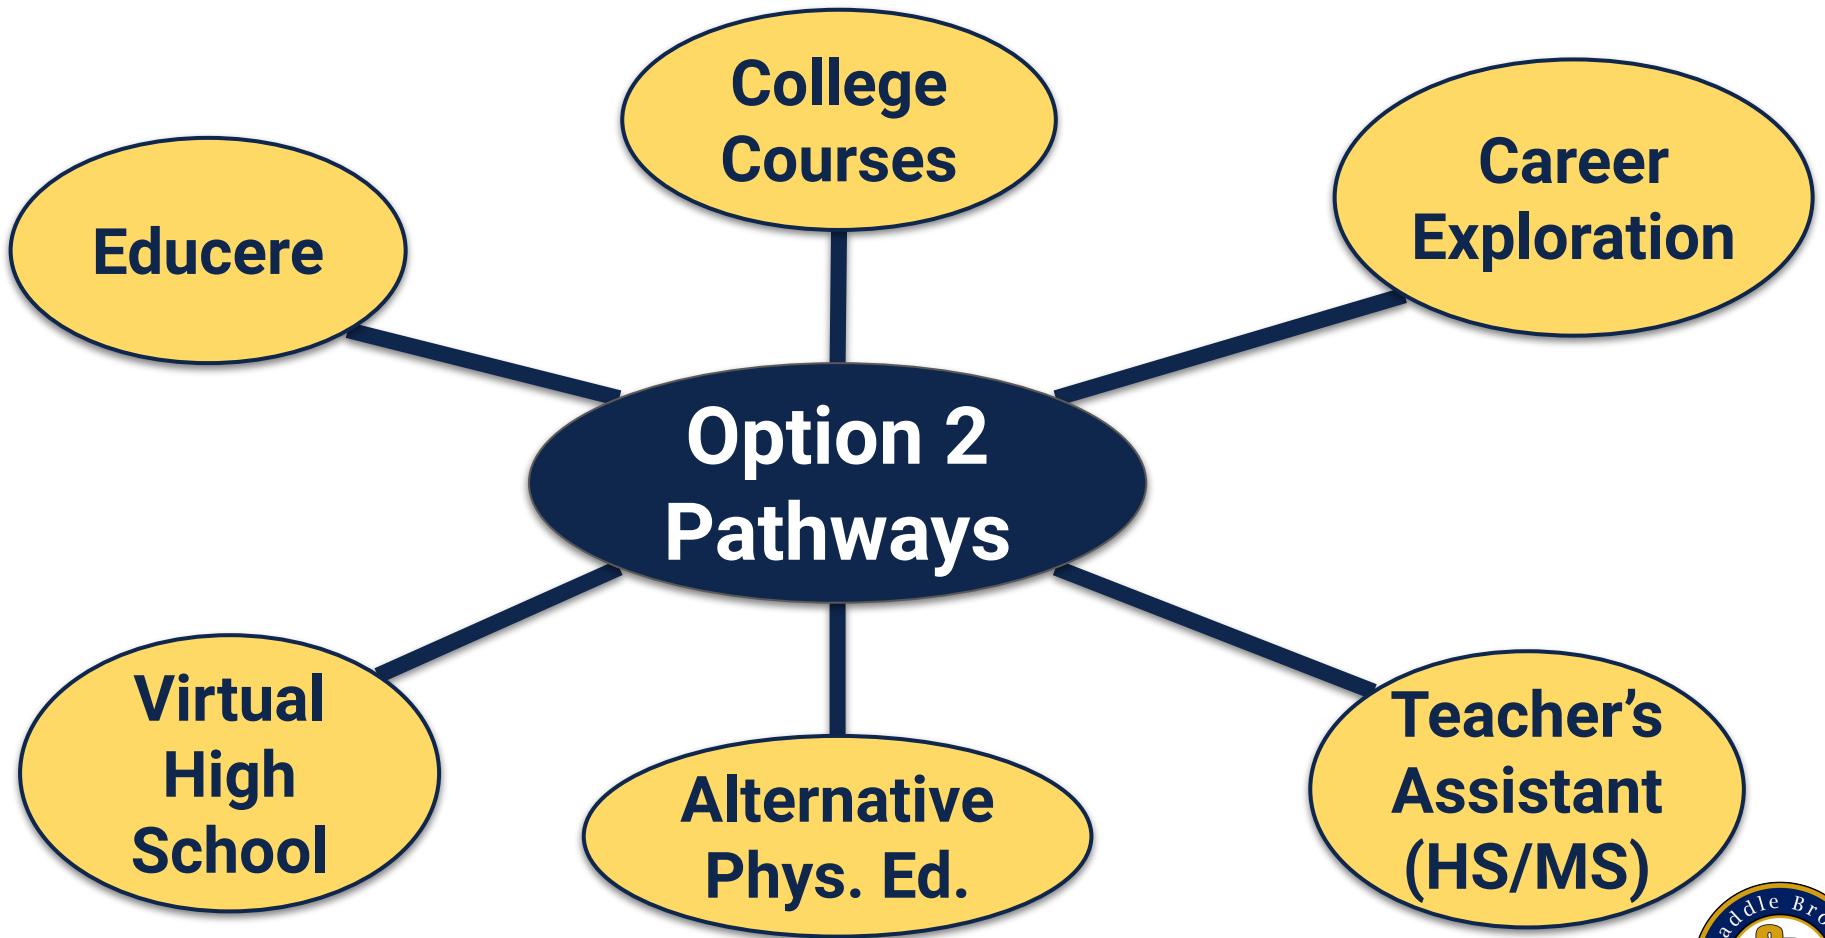 College
Courses
Career
Exploration
Educere
Option 2
Pathways
Virtual
High
School
Alternative
Phys. Ed.
Teacher’s
Assistant
(HS/MS)